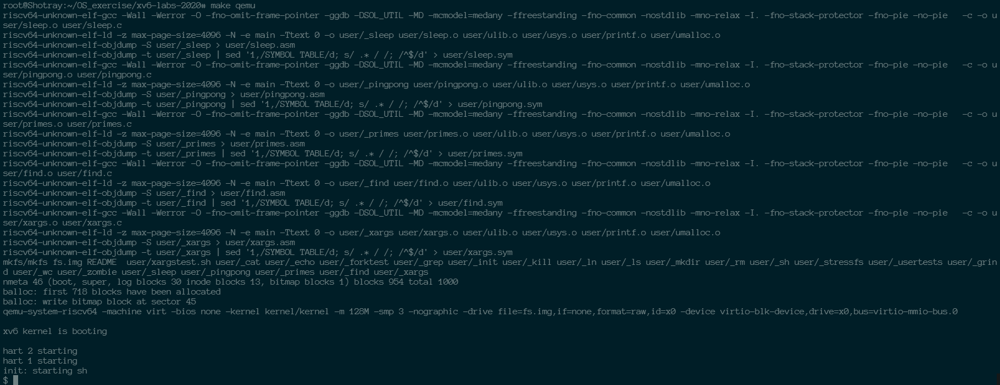 root@Shotray:~/OS_exercise/xv6-labs-2020# make qemu
riscv64-unknown-elf-gcc -Wall -Werror -O -fno-omit-frame-pointer -ggdb -DSOL_UTIL -MD -mcmodel=medany -ffreestanding -fno-common -nostdlib -mno-relax -I. -fno-stack-protector -fno-pie -no-pie   -c -o u
ser/sleep.o user/sleep.c
riscv64-unknown-elf-ld -z max-page-size=4096 -N -e main -Ttext 0 -o user/_sleep user/sleep.o user/ulib.o user/usys.o user/printf.o user/umalloc.o
riscv64-unknown-elf-objdump -S user/_sleep > user/sleep.asm
riscv64-unknown-elf-objdump -t user/_sleep | sed '1,/SYMBOL TABLE/d; s/ .* / /; /^$/d' > user/sleep.sym
riscv64-unknown-elf-gcc -Wall -Werror -O -fno-omit-frame-pointer -ggdb -DSOL_UTIL -MD -mcmodel=medany -ffreestanding -fno-common -nostdlib -mno-relax -I. -fno-stack-protector -fno-pie -no-pie   -c -o u
ser/pingpong.o user/pingpong.c
riscv64-unknown-elf-ld -z max-page-size=4096 -N -e main -Ttext 0 -o user/_pingpong user/pingpong.o user/ulib.o user/usys.o user/printf.o user/umalloc.o
riscv64-unknown-elf-objdump -S user/_pingpong > user/pingpong.asm
riscv64-unknown-elf-objdump -t user/_pingpong | sed '1,/SYMBOL TABLE/d; s/ .* / /; /^$/d' > user/pingpong.sym
riscv64-unknown-elf-gcc -Wall -Werror -O -fno-omit-frame-pointer -ggdb -DSOL_UTIL -MD -mcmodel=medany -ffreestanding -fno-common -nostdlib -mno-relax -I. -fno-stack-protector -fno-pie -no-pie   -c -o u
ser/primes.o user/primes.c
riscv64-unknown-elf-ld -z max-page-size=4096 -N -e main -Ttext 0 -o user/_primes user/primes.o user/ulib.o user/usys.o user/printf.o user/umalloc.o
riscv64-unknown-elf-objdump -S user/_primes > user/primes.asm
riscv64-unknown-elf-objdump -t user/_primes | sed '1,/SYMBOL TABLE/d; s/ .* / /; /^$/d' > user/primes.sym
riscv64-unknown-elf-gcc -Wall -Werror -O -fno-omit-frame-pointer -ggdb -DSOL_UTIL -MD -mcmodel=medany -ffreestanding -fno-common -nostdlib -mno-relax -I. -fno-stack-protector -fno-pie -no-pie   -c -o u
ser/find.o user/find.c
riscv64-unknown-elf-ld -z max-page-size=4096 -N -e main -Ttext 0 -o user/_find user/find.o user/ulib.o user/usys.o user/printf.o user/umalloc.o
riscv64-unknown-elf-objdump -S user/_find > user/find.asm
riscv64-unknown-elf-objdump -t user/_find | sed '1,/SYMBOL TABLE/d; s/ .* / /; /^$/d' > user/find.sym
riscv64-unknown-elf-gcc -Wall -Werror -O -fno-omit-frame-pointer -ggdb -DSOL_UTIL -MD -mcmodel=medany -ffreestanding -fno-common -nostdlib -mno-relax -I. -fno-stack-protector -fno-pie -no-pie   -c -o u
ser/xargs.o user/xargs.c
riscv64-unknown-elf-ld -z max-page-size=4096 -N -e main -Ttext 0 -o user/_xargs user/xargs.o user/ulib.o user/usys.o user/printf.o user/umalloc.o
riscv64-unknown-elf-objdump -S user/_xargs > user/xargs.asm
riscv64-unknown-elf-objdump -t user/_xargs | sed '1,/SYMBOL TABLE/d; s/ .* / /; /^$/d' > user/xargs.sym
mkfs/mkfs fs.img README  user/xargstest.sh user/_cat user/_echo user/_forktest user/_grep user/_init user/_kill user/_ln user/_ls user/_mkdir user/_rm user/_sh user/_stressfs user/_usertests user/_grin
d user/_wc user/_zombie user/_sleep user/_pingpong user/_primes user/_find user/_xargs
nmeta 46 (boot, super, log blocks 30 inode blocks 13, bitmap blocks 1) blocks 954 total 1000
balloc: first 718 blocks have been allocated
balloc: write bitmap block at sector 45
qemu-system-riscv64 -machine virt -bios none -kernel kernel/kernel -m 128M -smp 3 -nographic -drive file=fs.img,if=none,format=raw,id=x0 -device virtio-blk-device,drive=x0,bus=virtio-mmio-bus.0
xv6 kernel is booting
hart 2 starting
hart 1 starting
init: starting sh
$